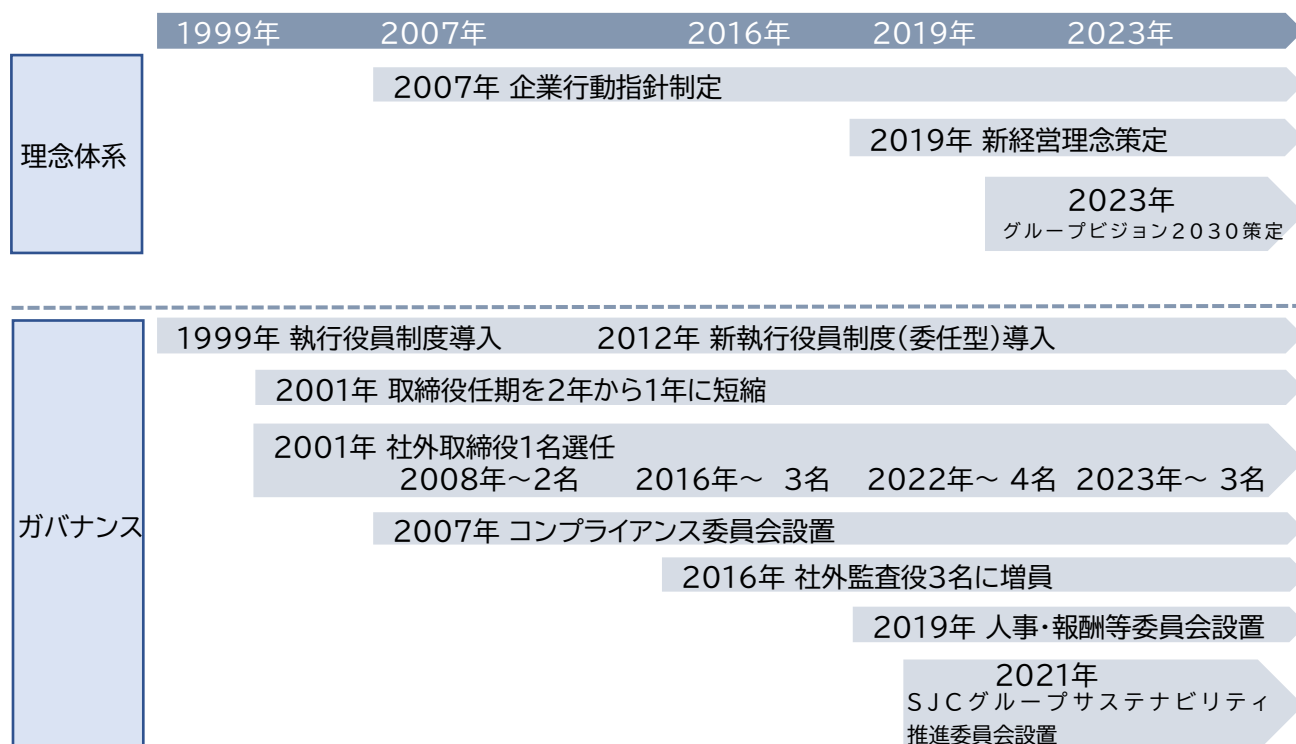 1999年 2007年 2016年 2019年 2023年
理念体系
2007年 企業行動指針制定
2019年 新経営理念策定
2023年
グループビジョン2030策定
ガバナンス
1999年 執行役員制度導入 2012年 新執行役員制度(委任型)導入
2001年 取締役任期を2年から1年に短縮
2001年 社外取締役1名選任
2008年～2名 2016年～ 3名 2022年～ 4名 2023年～ 3名
2007年 コンプライアンス委員会設置
2016年 社外監査役3名に増員
2019年 人事・報酬等委員会設置
2021年
SJCグループサステナビリティ
推進委員会設置